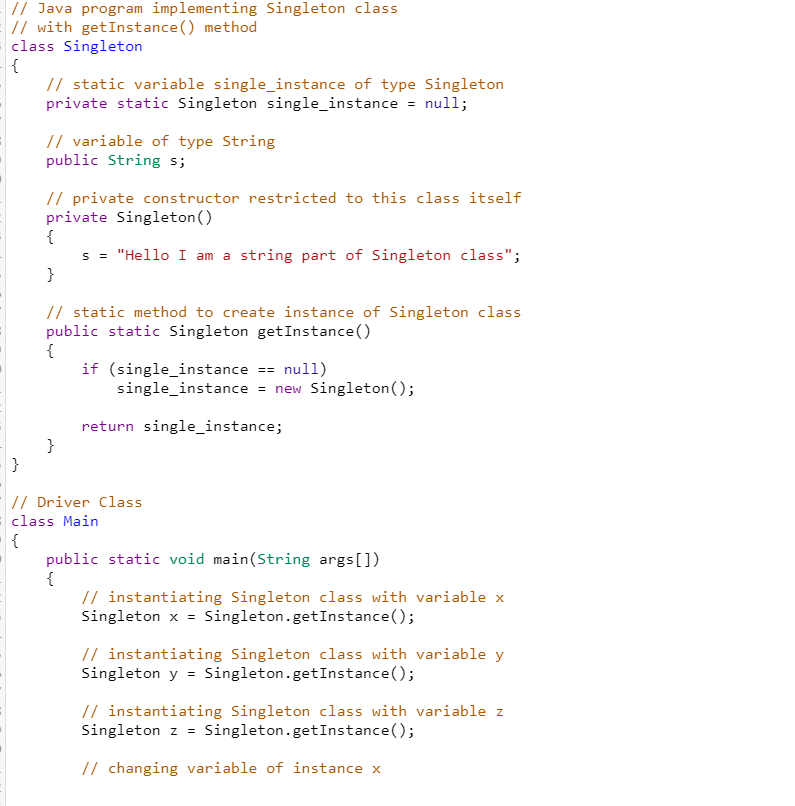 // Java program implementing Singleton class
// with getInstance() method
class Singleton
{
    // static variable single_instance of type Singleton
    private static Singleton single_instance = null;
    // variable of type String
    public String s;
    // private constructor restricted to this class itself
    private Singleton()
    {
        s = "Hello I am a string part of Singleton class";
    }
    // static method to create instance of Singleton class
    public static Singleton getInstance()
    {
        if (single_instance == null)
            single_instance = new Singleton();
        return single_instance;
    }
}
// Driver Class
class Main
{
    public static void main(String args[])
    {
        // instantiating Singleton class with variable x
        Singleton x = Singleton.getInstance();
        // instantiating Singleton class with variable y
        Singleton y = Singleton.getInstance();
        // instantiating Singleton class with variable z
        Singleton z = Singleton.getInstance();
        // changing variable of instance x